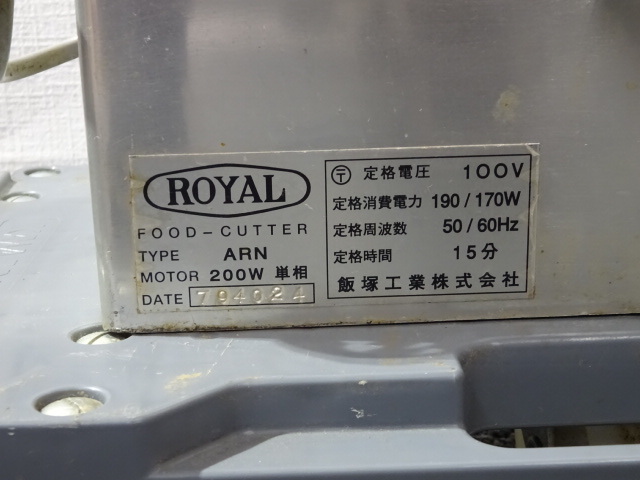 ROYAL
FOOD-CUTTER
TYPE ARN
MOTOR 200W 単相
DATE 794024
〒 定格電圧 100V
定格消費電力 190/170W
定格周波数 50/60Hz
定格時間 15分
飯塚工業株式会社